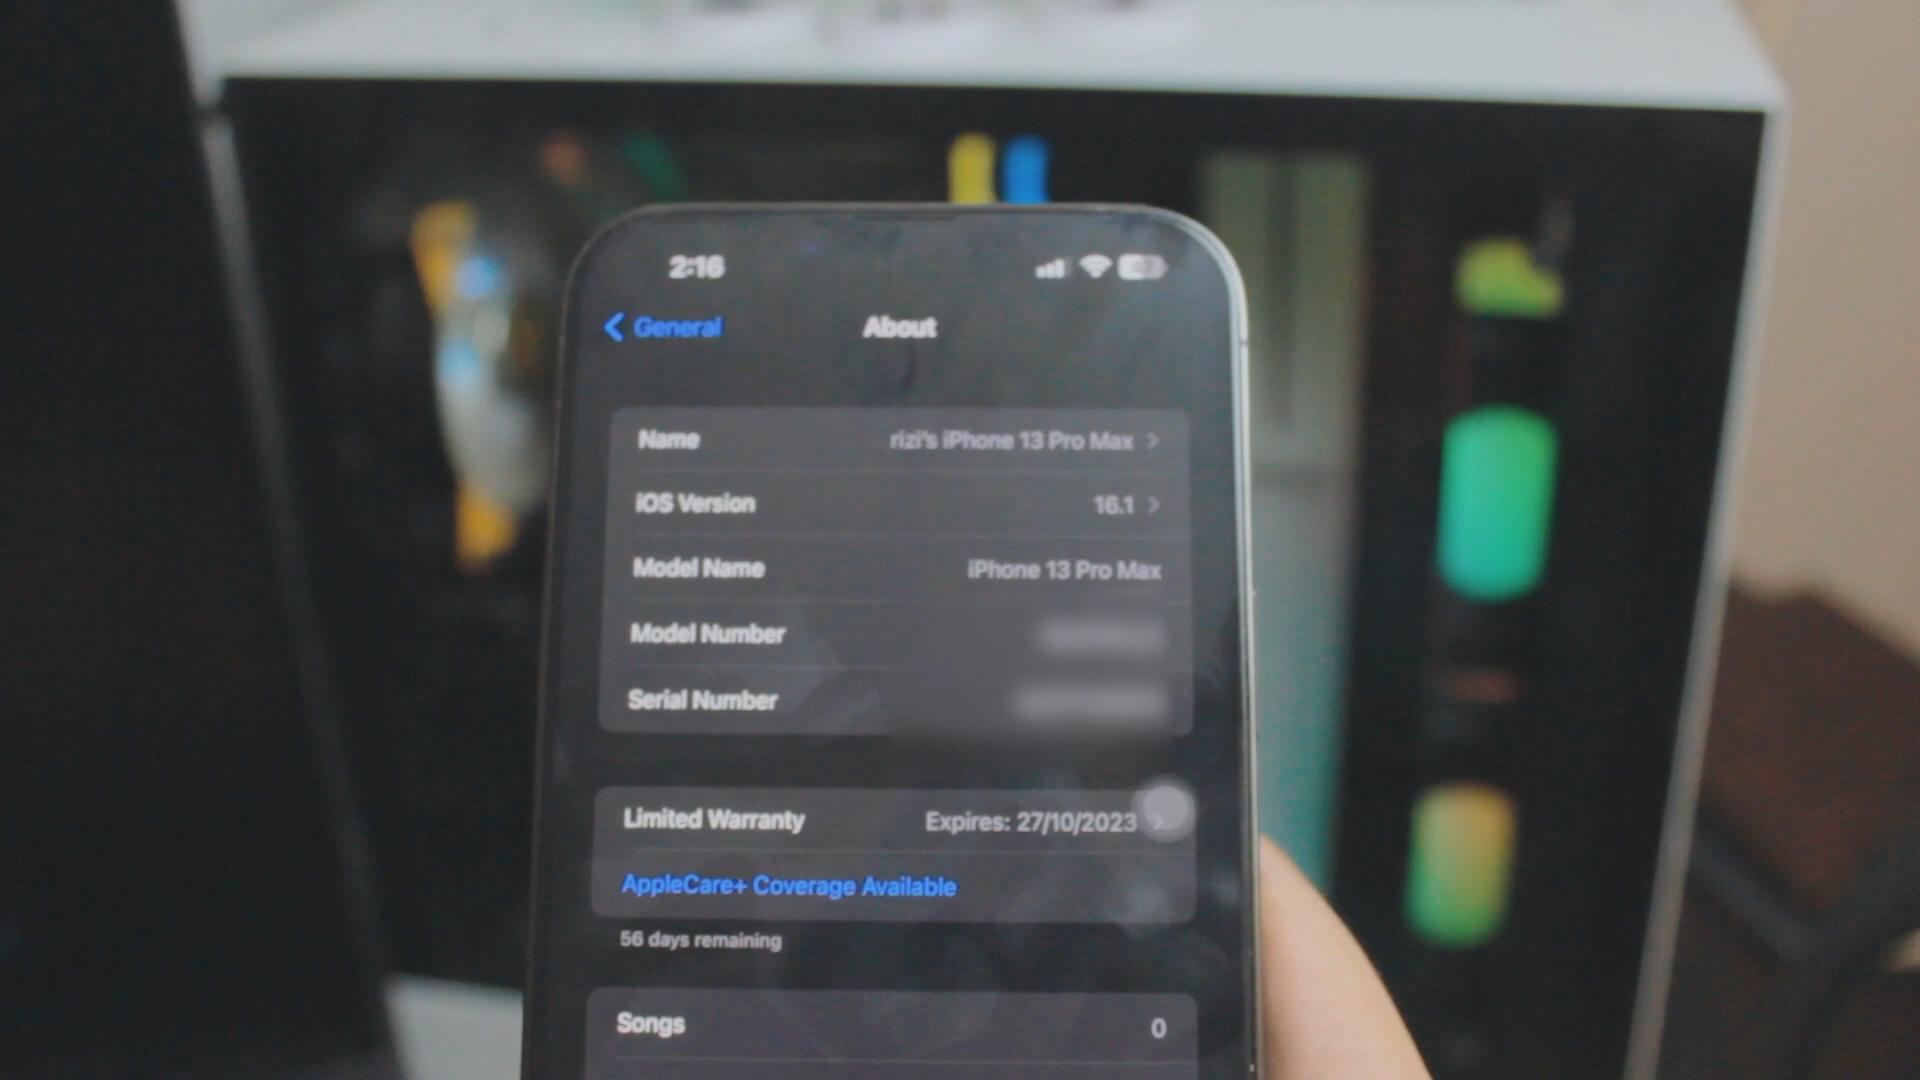 2:16
General
About
Name rizi's iPhone 13 Pro Max
iOS Version 16.1
Model Name iPhone 13 Pro Max
Model Number
Serial Number
Limited Warranty Expires: 27/10/2023
AppleCare+ Coverage Available
56 days remaining
Songs 0